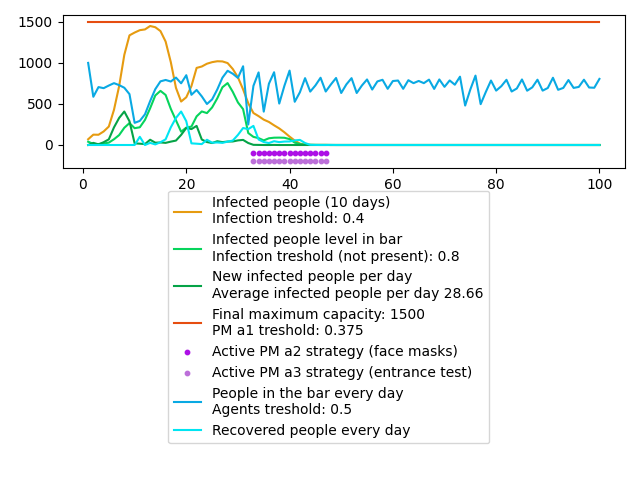 1500
1000
500
0
0 20 40 60 80 100
Infected people (10 days)
Infection treshold: 0.4
Infected people level in bar
Infection treshold (not present): 0.8
New infected people per day
Average infected people per day 28.66
Final maximum capacity: 1500
PM a1 treshold: 0.375
Active PM a2 strategy (face masks)
Active PM a3 strategy (entrance test)
People in the bar every day
Agents treshold: 0.5
Recovered people every day